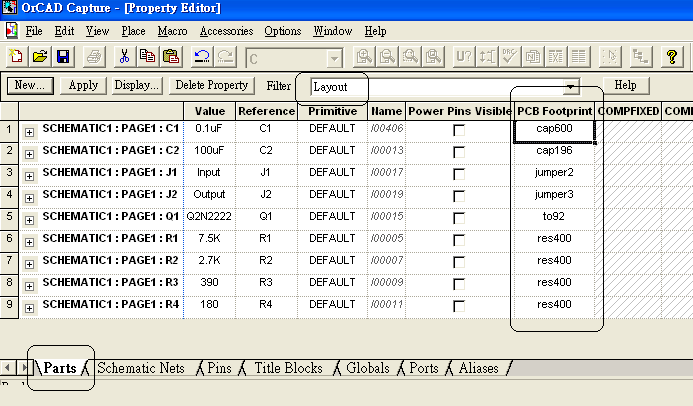 OrCAD Capture - [Property Editor]
File Edit View Place Macro Accessories Options Window Help
C U? DRC ?
New... Apply Display... Delete Property Filter Layout Help
Value Reference Primitive Name Power Pins Visible PCB Footprint COMPFIXED COM
1 SCHEMATIC1 : PAGE1 : C1 0.1uF C1 DEFAULT I00406 cap600
2 SCHEMATIC1 : PAGE1 : C2 100uF C2 DEFAULT I00013 cap196
3 SCHEMATIC1 : PAGE1 : J1 Input J1 DEFAULT I00017 jumper2
4 SCHEMATIC1 : PAGE1 : J2 Output J2 DEFAULT I00019 jumper3
5 SCHEMATIC1 : PAGE1 : Q1 Q2N2222 Q1 DEFAULT I00015 to92
6 SCHEMATIC1 : PAGE1 : R1 7.5K R1 DEFAULT I00005 res400
7 SCHEMATIC1 : PAGE1 : R2 2.7K R2 DEFAULT I00007 res400
8 SCHEMATIC1 : PAGE1 : R3 390 R3 DEFAULT I00009 res400
9 SCHEMATIC1 : PAGE1 : R4 180 R4 DEFAULT I00011 res400
Parts Schematic Nets Pins Title Blocks Globals Ports Aliases